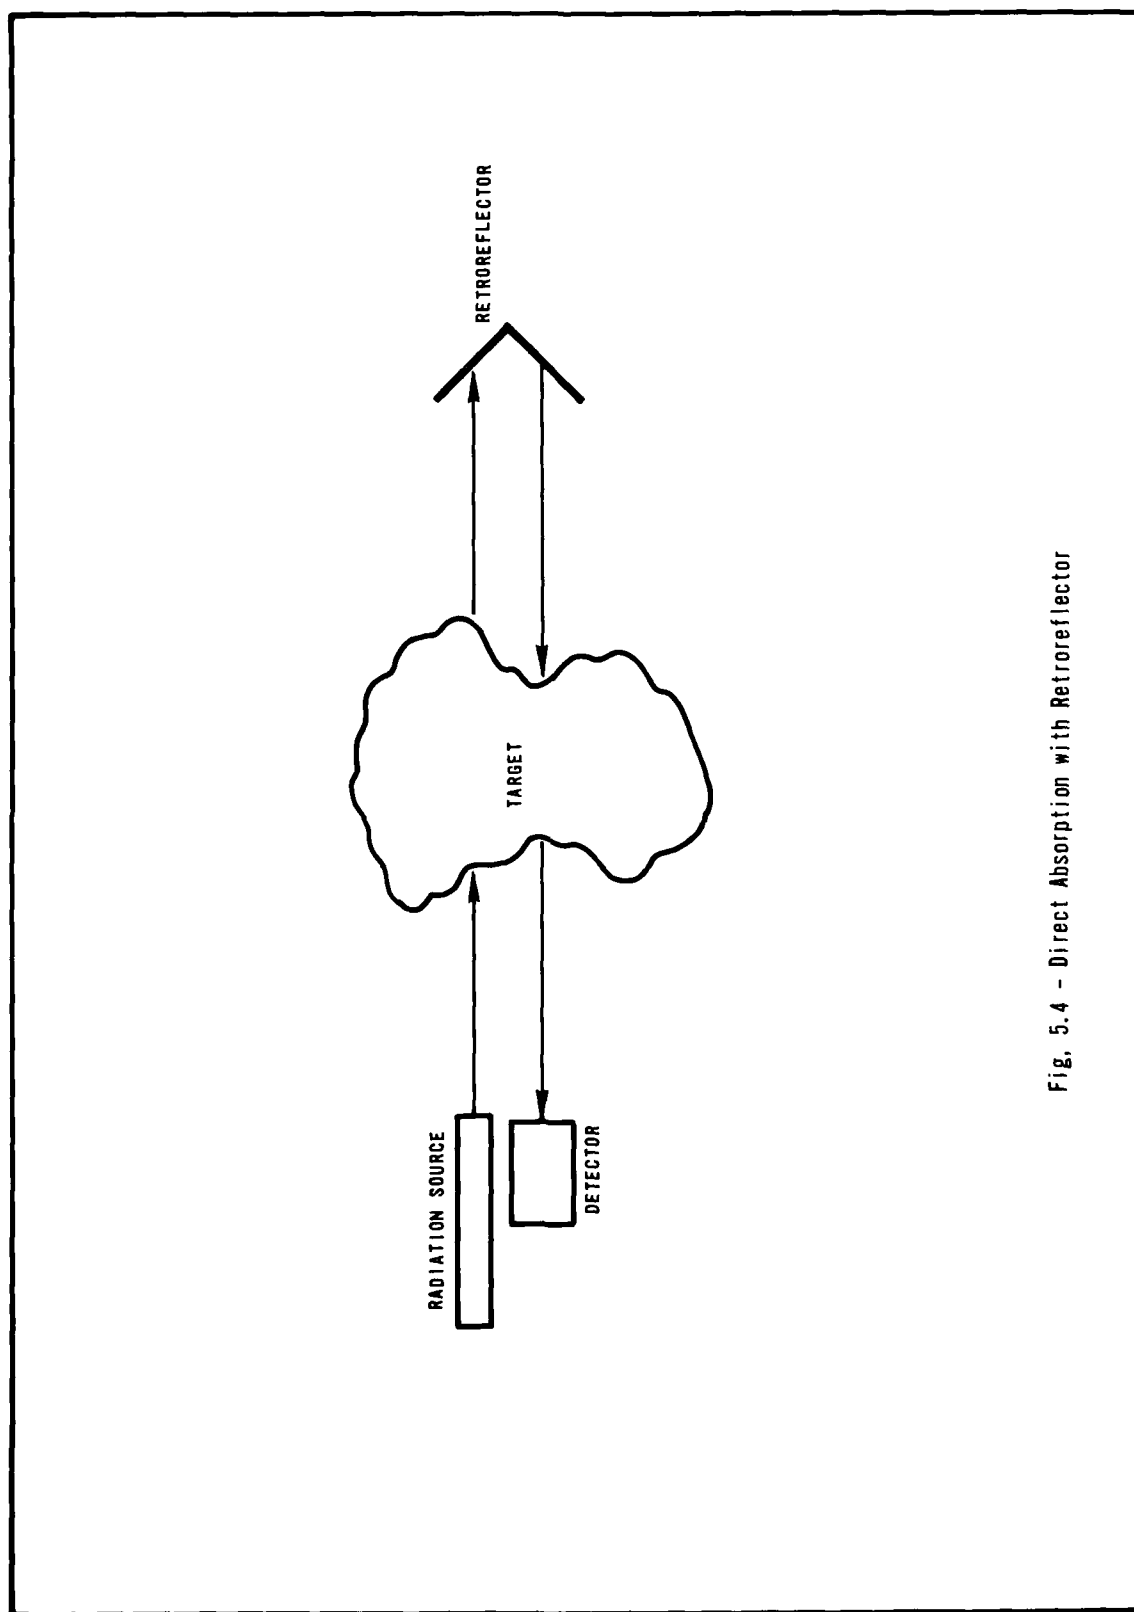 RADIATION SOURCE
DETECTOR
TARGET
RETROREFLECTOR
Fig. 5.4 - Direct Absorption with Retroreflector